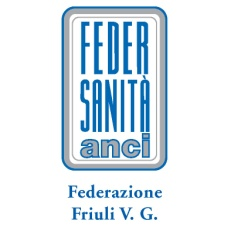 FEDER
SANITÀ
anci
Federazione
Friuli V. G.